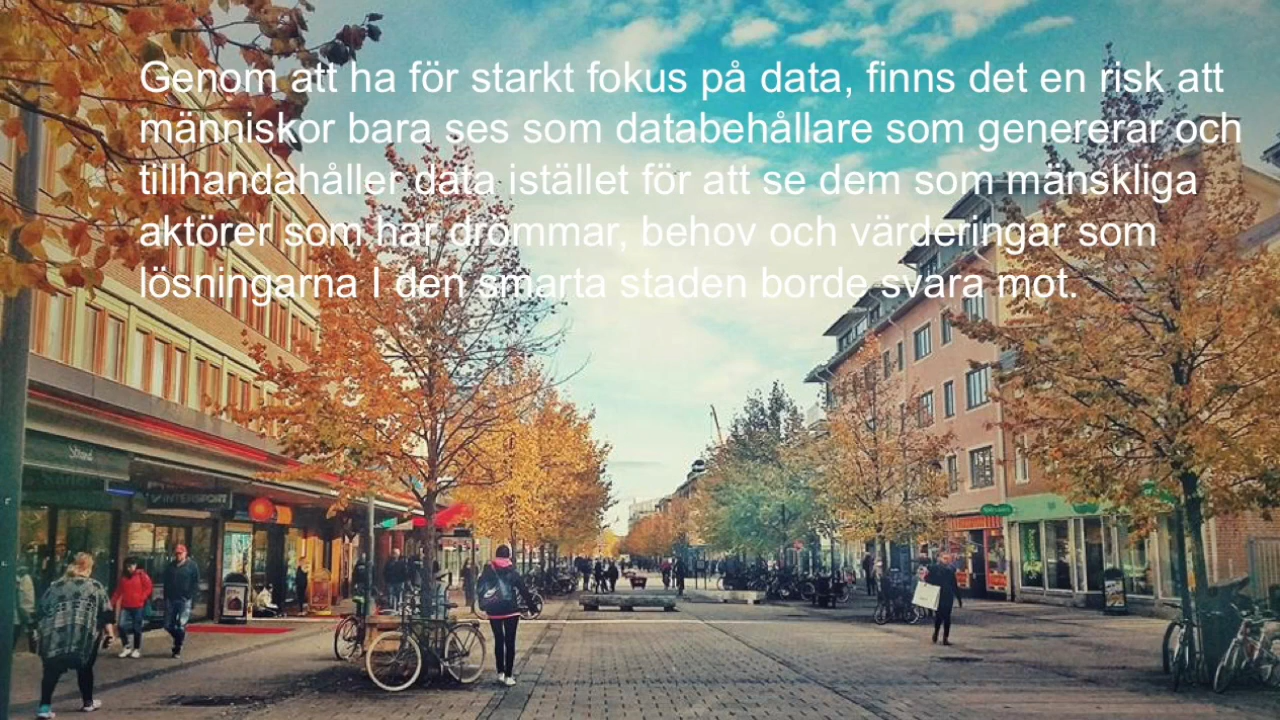 Genom att ha för starkt fokus på data, finns det en risk att
människor bara ses som databehållare som genererar och
tillhandahåller data istället för att se dem som mänskliga
aktörer som har drömmar, behov och värderingar som
lösningarna I den smarta staden borde svara mot.
INTERSPORT